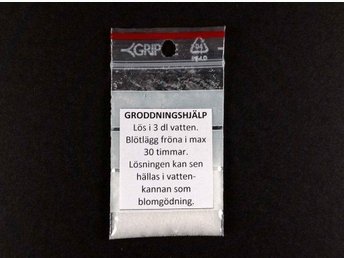 GRIP
GRODDNINGSHJÄLP
Lös i 3 dl vatten.
Blötlägg fröna i max
30 timmar.
Lösningen kan sen
hällas i vatten-
kannan som
blomgödning.